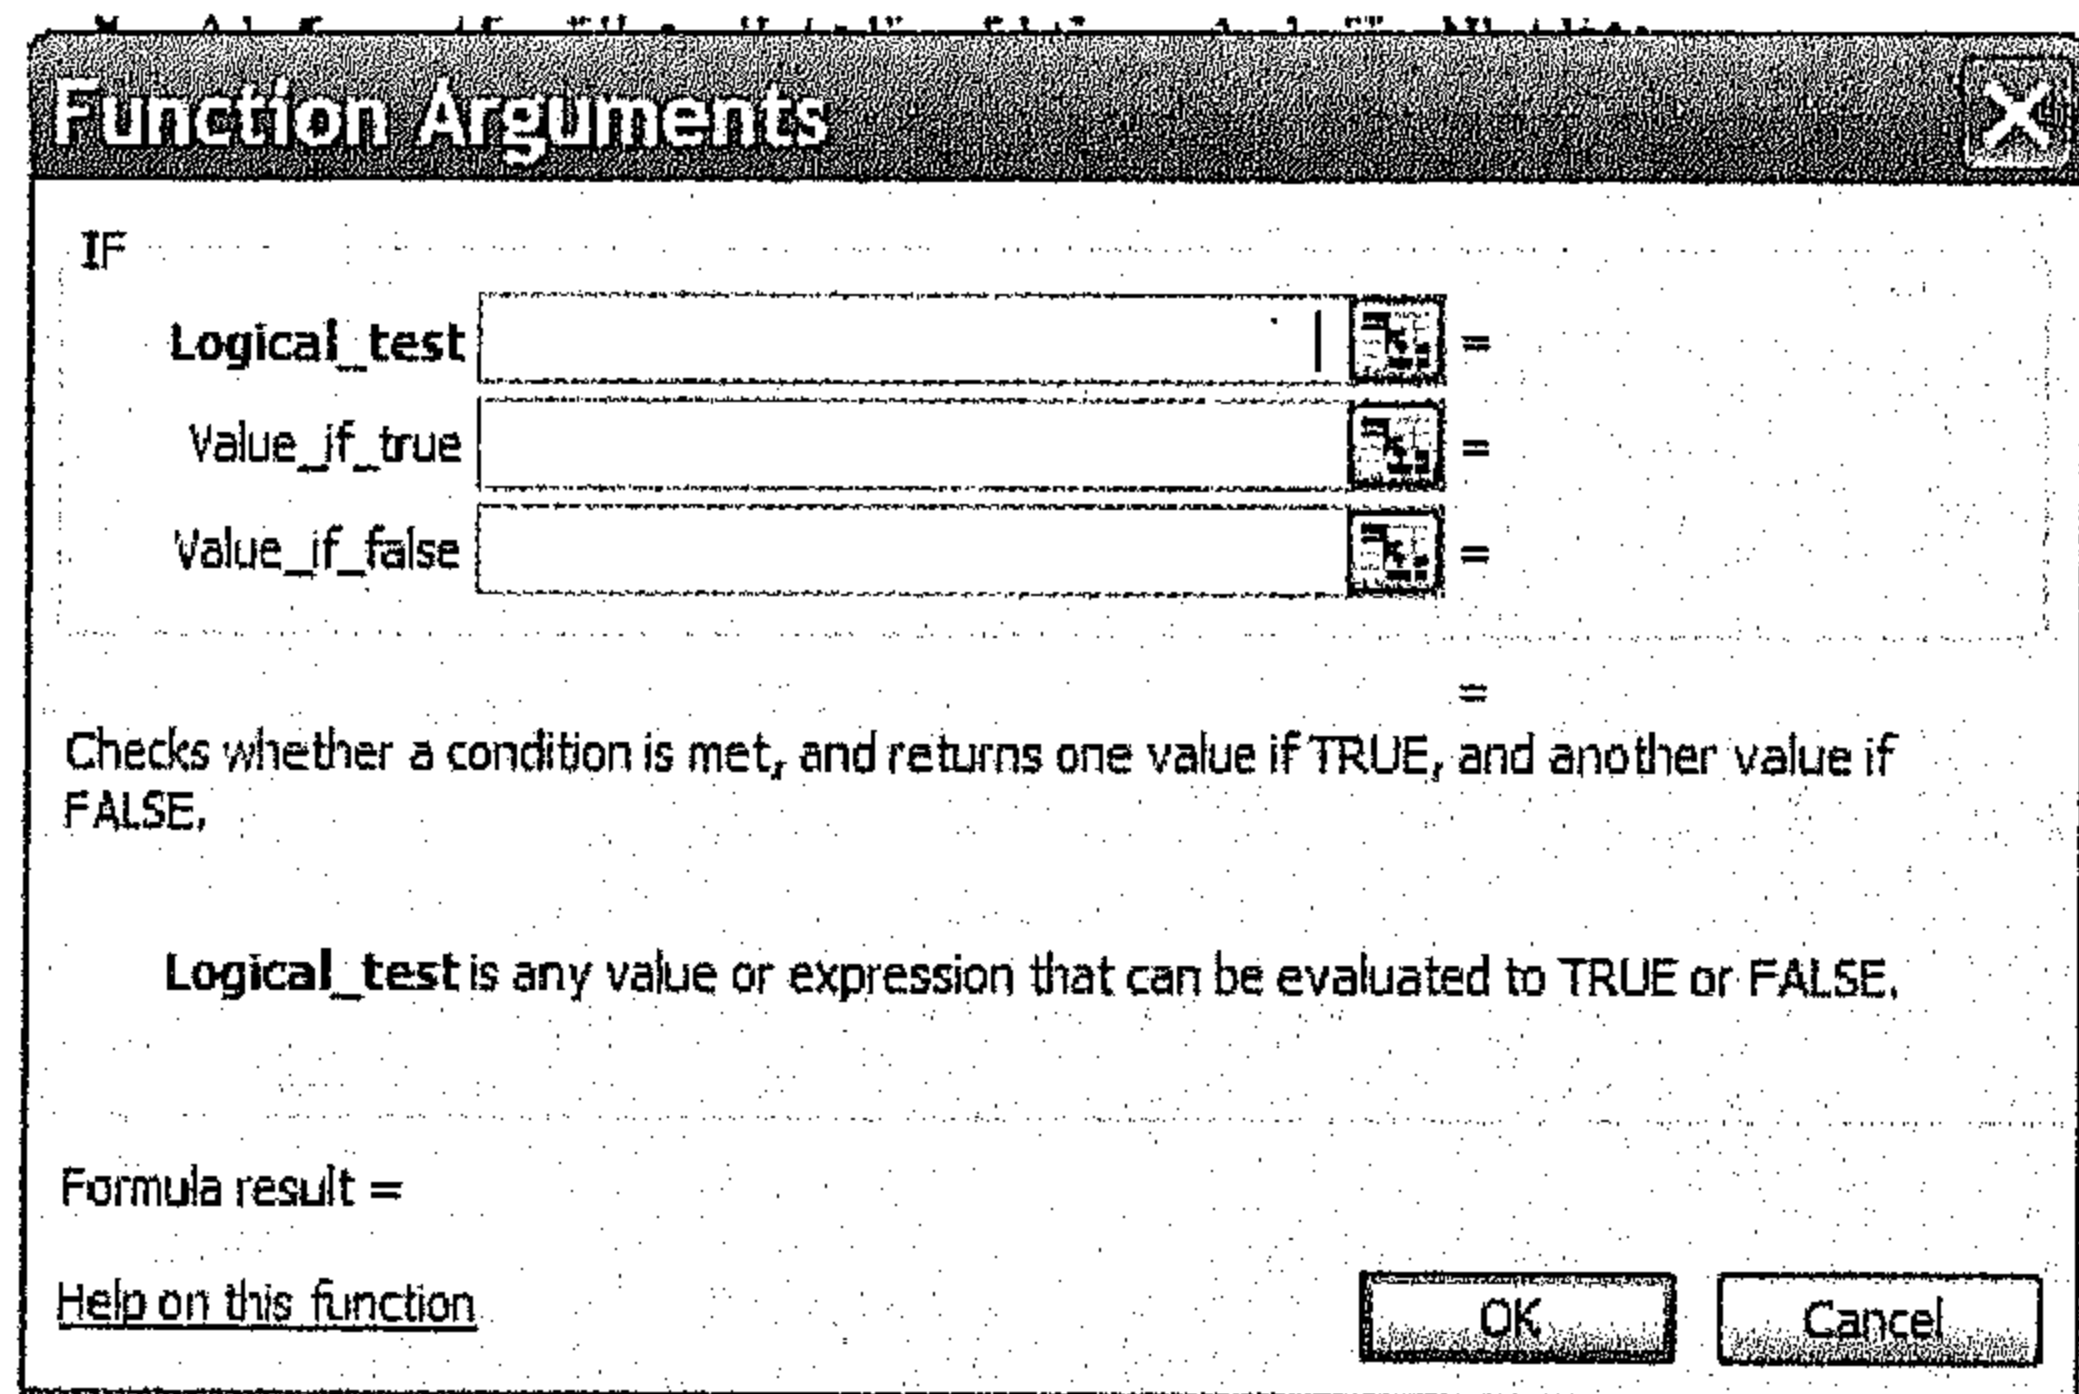 Function Arguments
IF
Logical_test =
Value_if_true =
Value_if_false =
=
Checks whether a condition is met, and returns one value if TRUE, and another value if
FALSE.
Logical_test is any value or expression that can be evaluated to TRUE or FALSE.
Formula result =
Help on this function
OK Cancel